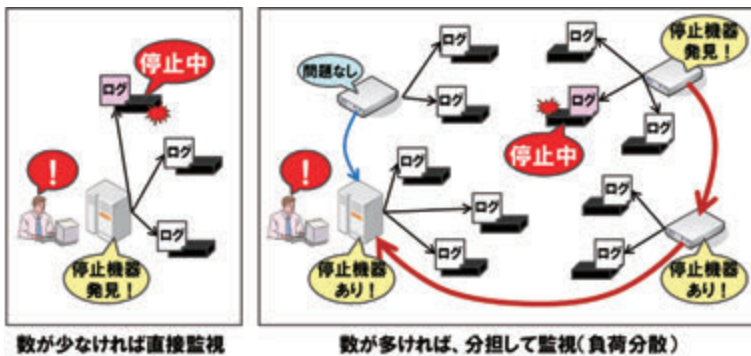 ログ
停止中
ログ
!
ログ
停止機器
発見！
数が少なければ直接監視
問題なし
ログ
ログ
ログ
停止機器
発見！
ログ
停止中
ログ
!
ログ
ログ
ログ
停止機器
あり！
ログ
ログ
停止機器
あり！
数が多ければ、分担して監視(負荷分散)